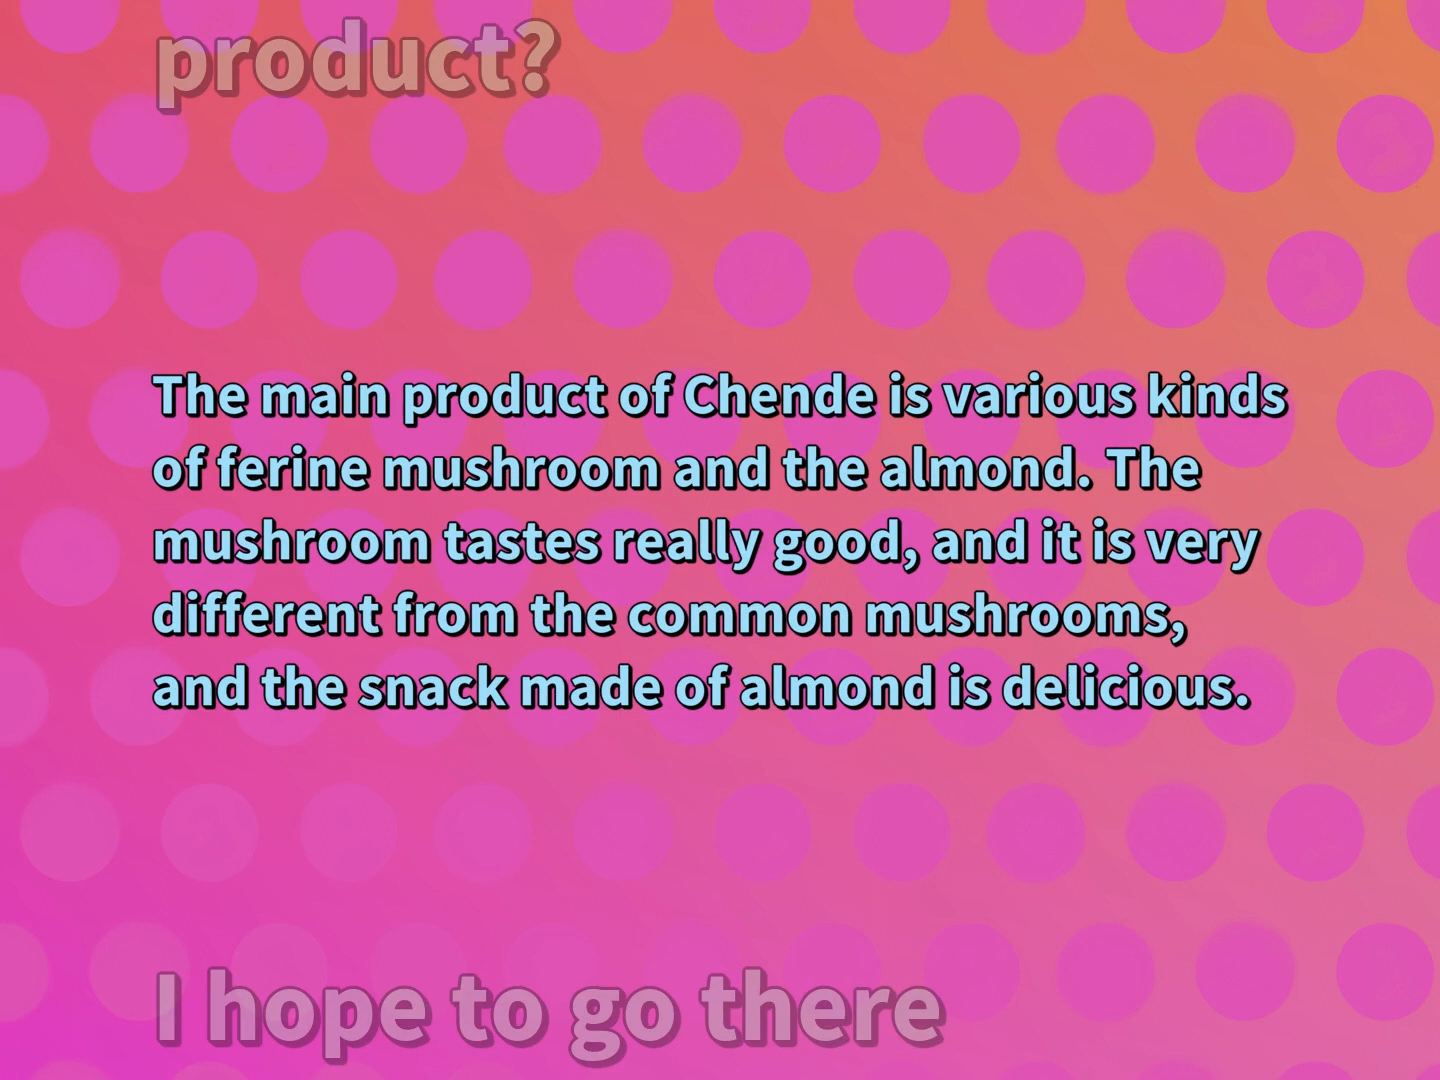 product?
The main product of Chende is various kinds
of ferine mushroom and the almond. The
mushroom tastes really good, and it is very
different from the common mushrooms,
and the snack made of almond is delicious.
I hope to go there